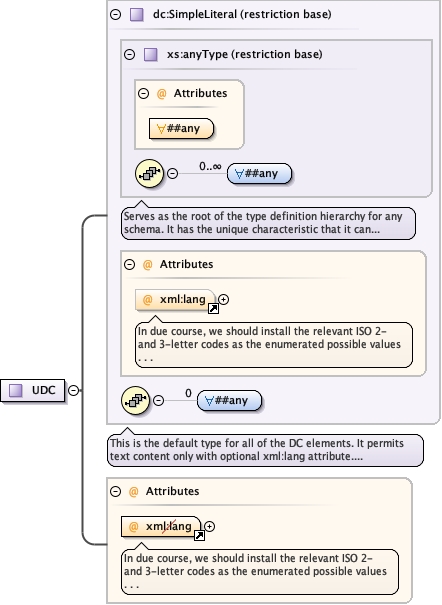 dc:SimpleLiteral (restriction base)
xs:anyType (restriction base)
@ Attributes
∀##any
0..∞ ∀##any
Serves as the root of the type definition hierarchy for any
schema. It has the unique characteristic that it can...
@ Attributes
@ xml:lang
In due course, we should install the relevant ISO 2-
and 3-letter codes as the enumerated possible values
. . .
UDC
0 ∀##any
This is the default type for all of the DC elements. It permits
text content only with optional xml:lang attribute....
@ Attributes
@ xml:lang
In due course, we should install the relevant ISO 2-
and 3-letter codes as the enumerated possible values
. . .